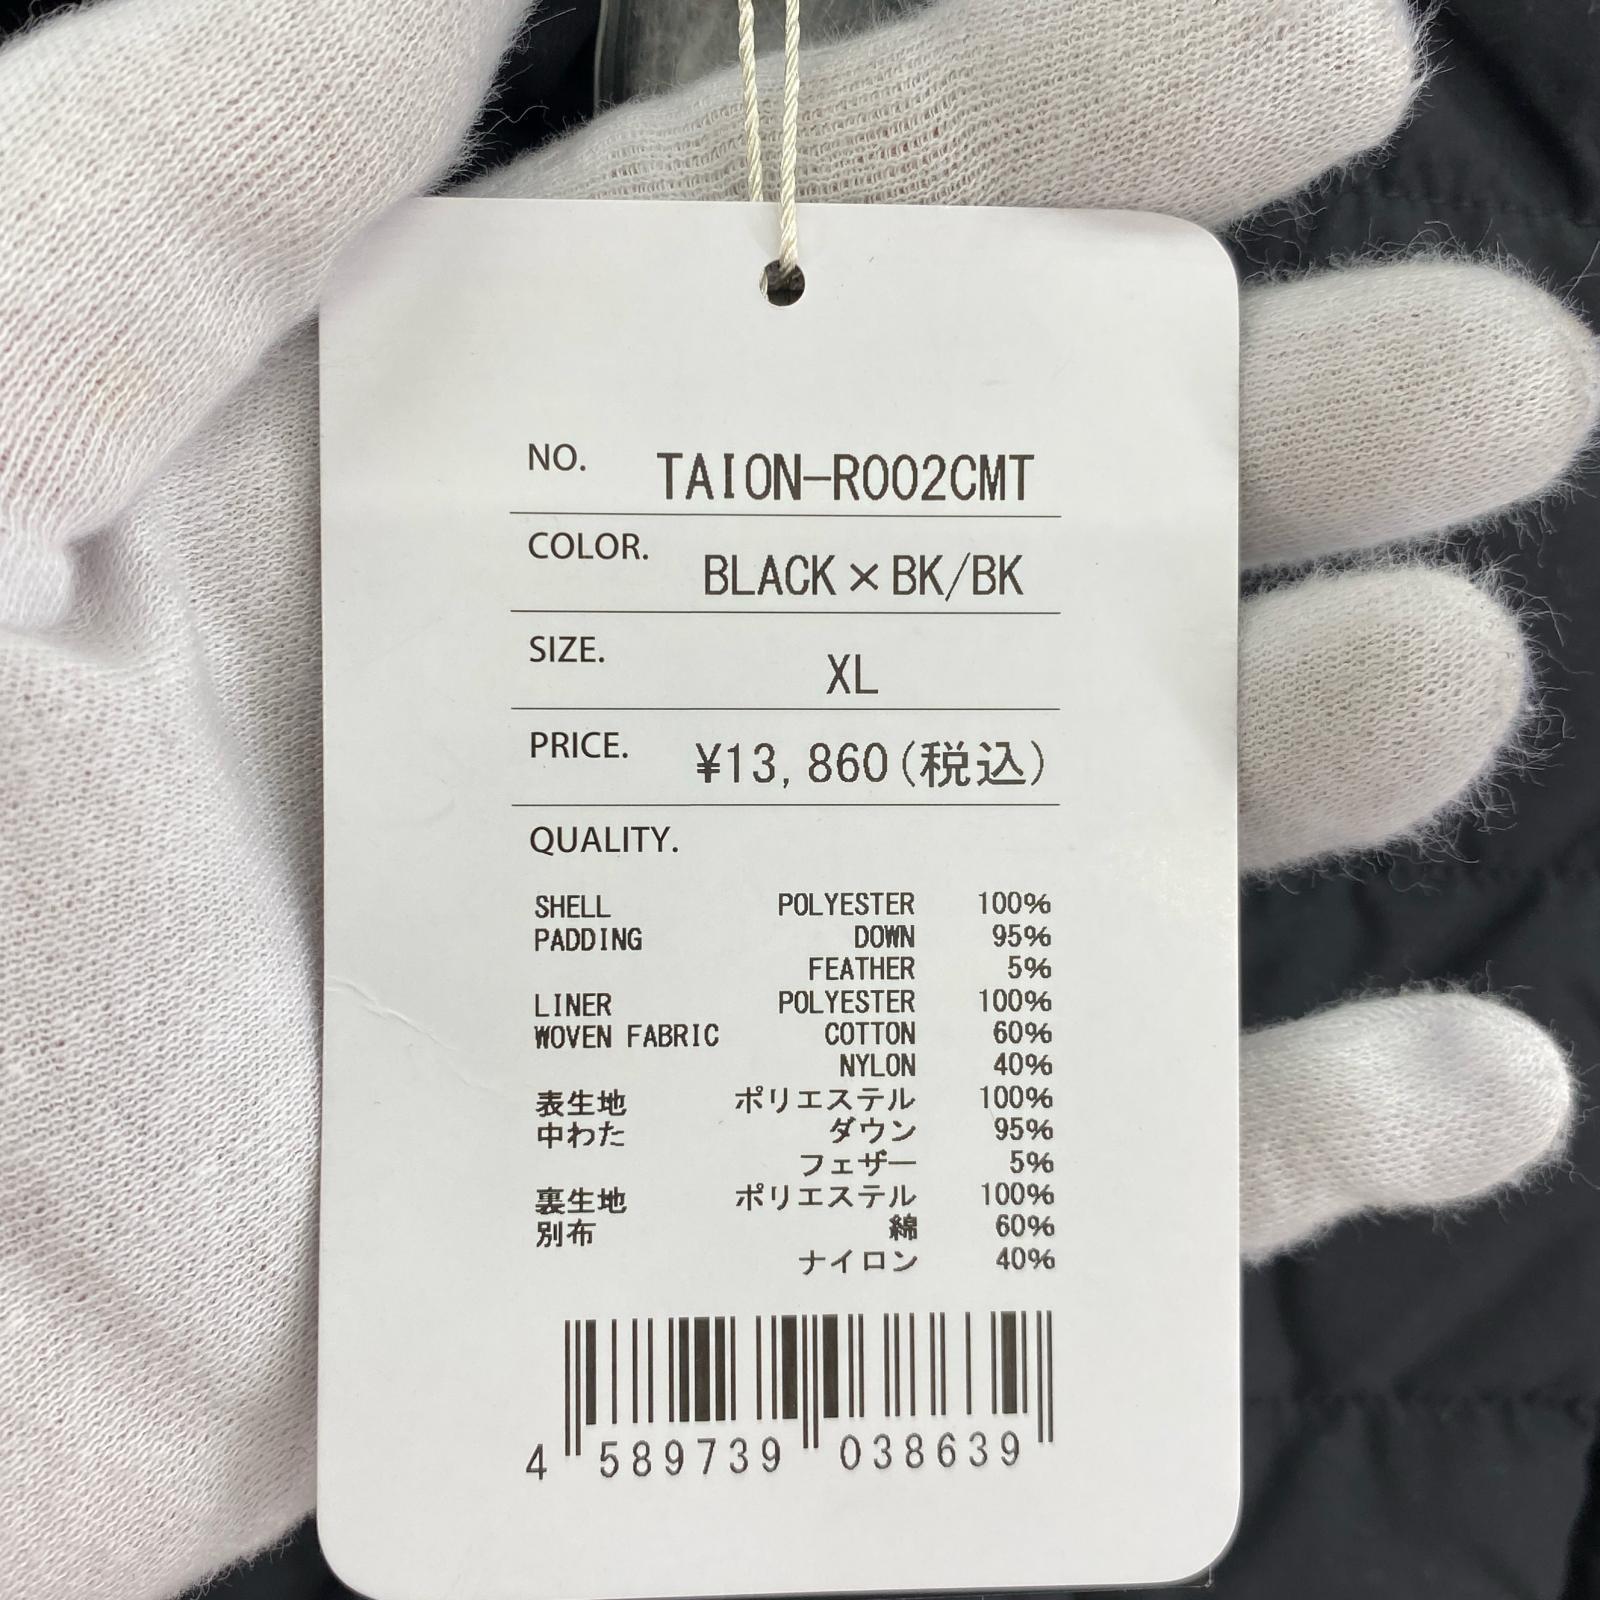 NO. TAION-R002CMT
COLOR. BLACK×BK/BK
SIZE. XL
PRICE. ¥13,860(税込)
QUALITY.
SHELL POLYESTER 100%
PADDING DOWN 95%
FEATHER 5%
LINER POLYESTER 100%
WOVEN FABRIC COTTON 60%
NYLON 40%
表生地 ポリエステル 100%
中わた ダウン 95%
フェザー 5%
裏生地 ポリエステル 100%
別布 綿 60%
ナイロン 40%
4 589739 038639